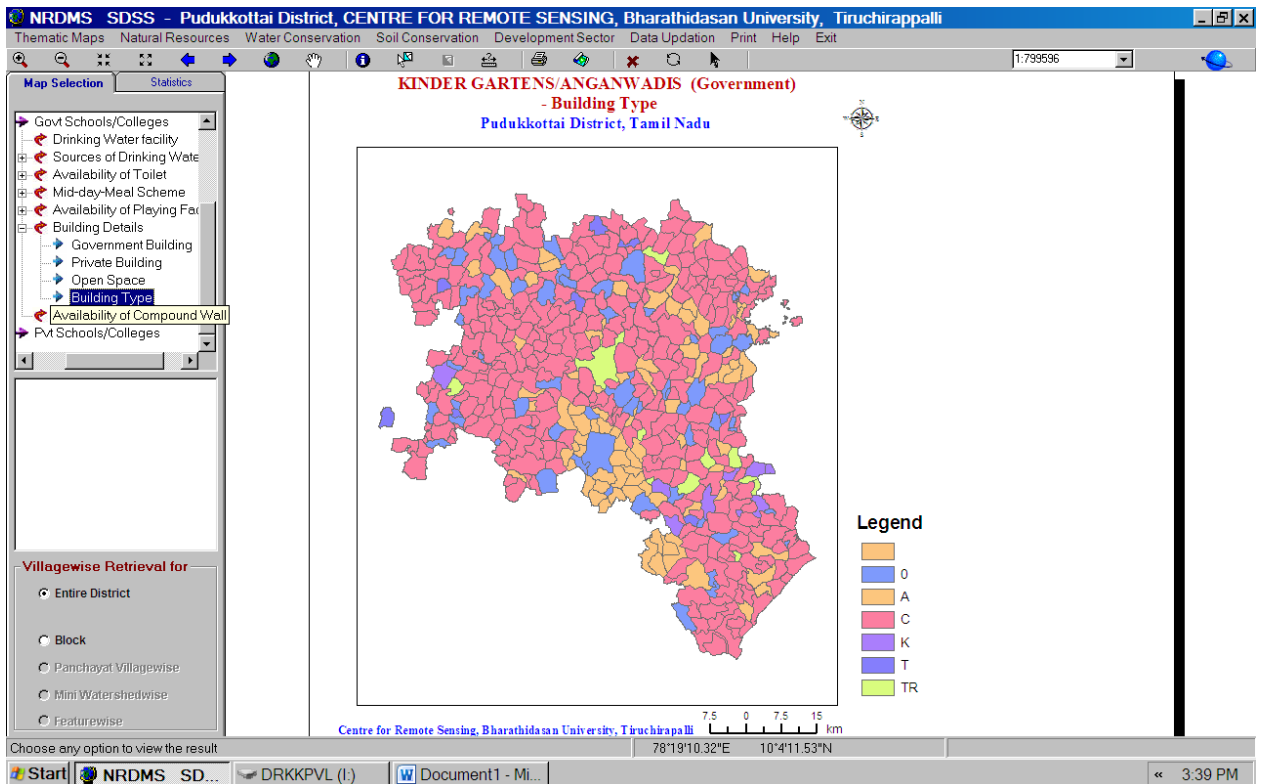 NRDMS SDSS - Pudukkottai District, CENTRE FOR REMOTE SENSING, Bharathidasan University, Tiruchirappalli
Thematic Maps Natural Resources Water Conservation Soil Conservation Development Sector Data Updation Print Help Exit
1:799596
Map Selection Statistics
Govt Schools/Colleges
Drinking Water facility
Sources of Drinking Wate
Availability of Toilet
Mid-day-Meal Scheme
Availability of Playing Fac
Building Details
Government Building
Private Building
Open Space
Building Type
Availability of Compound Wall
Pvt Schools/Colleges
Villagewise Retrieval for
Entire District
Block
Panchayat Villagewise
Mini Watershedwise
Featurewise
KINDER GARTENS/ANGANWADIS (Government)
- Building Type
Pudukkottai District, Tamil Nadu
N
W E
S
Legend
0
A
C
K
T
TR
7.5 0 7.5 15
km
Centre for Remote Sensing, Bharathidasan University, Tiruchirapalli
Choose any option to view the result
78°19'10.32"E 10°4'11.53"N
Start NRDMS SD... DRKKPVL (I:) Document1 - Mi... « 3:39 PM